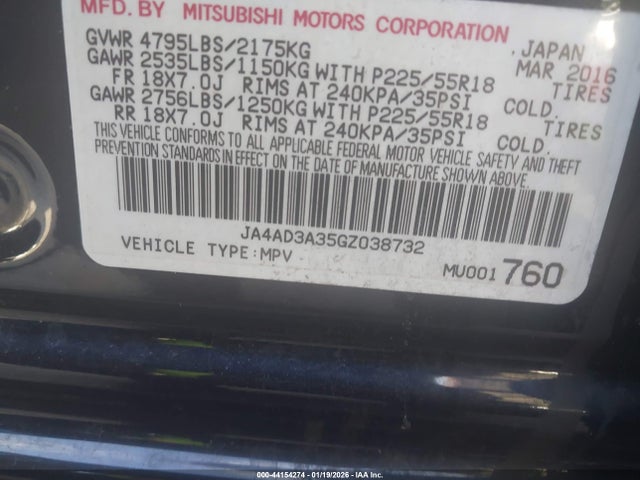 MFD. BY MITSUBISHI MOTORS CORPORATION
GVWR 4795LBS/2175KG JAPAN
GAWR 2535LBS/1150KG WITH P225/55R18 MAR 2016
FR 18X7.0J RIMS AT 240KPA/35PSI COLD. TIRES
GAWR 2756LBS/1250KG WITH P225/55R18 TIRES
RR 18X7.0J RIMS AT 240KPA/35PSI COLD.
THIS VEHICLE CONFORMS TO ALL APPLICABLE FEDERAL MOTOR VEHICLE SAFETY AND THEFT
PREVENTION STANDARDS IN EFFECT ON THE DATE OF MANUFACTURE SHOWN ABOVE.
JA4AD3A35GZ038732
VEHICLE TYPE:MPV MU001760
000-44154274 - 01/19/2026 - IAA Inc.